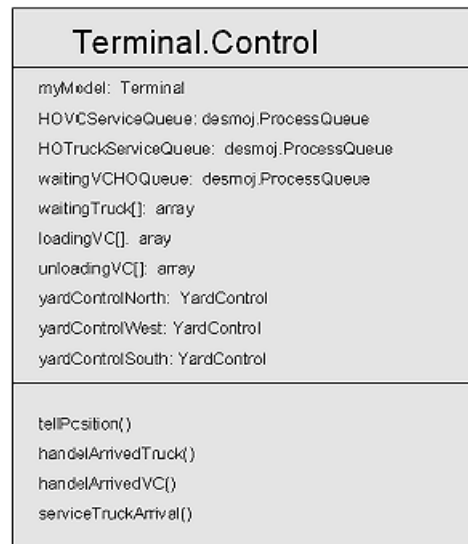 Terminal.Control
myModel: Terminal
HOVCServiceQueue: desmoj.ProcessQueue
HOTruckServiceQueue: desmoj.ProcessQueue
waitingVCHOQueue: desmoj.ProcessQueue
waitingTruck[]: array
loadingVC[]. aray
unloadingVC[]: array
yardControlNorth: YardControl
yardControlWest: YardControl
yardControlSouth: YardControl
tellPosition()
handelArrivedTruck()
handelArrivedVC()
serviceTruckArrival()